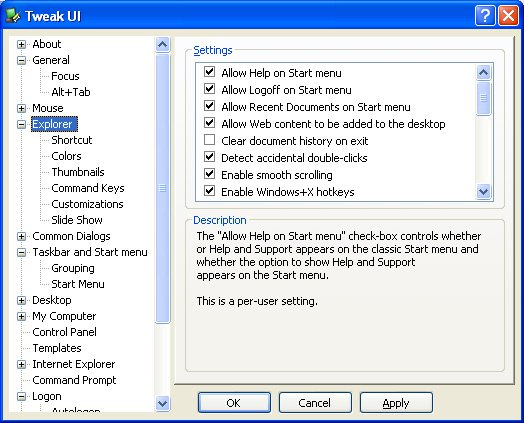 Tweak UI
About
General
Focus
Alt+Tab
Mouse
Explorer
Shortcut
Colors
Thumbnails
Command Keys
Customizations
Slide Show
Common Dialogs
Taskbar and Start menu
Grouping
Start Menu
Desktop
My Computer
Control Panel
Templates
Internet Explorer
Command Prompt
Logon
Autologon
Settings
Allow Help on Start menu
Allow Logoff on Start menu
Allow Recent Documents on Start menu
Allow Web content to be added to the desktop
Clear document history on exit
Detect accidental double-clicks
Enable smooth scrolling
Enable Windows+X hotkeys
Description
The "Allow Help on Start menu" check-box controls whether
or Help and Support appears on the classic Start menu and
whether the option to show Help and Support
appears on the Start menu.
This is a per-user setting.
OK
Cancel
Apply